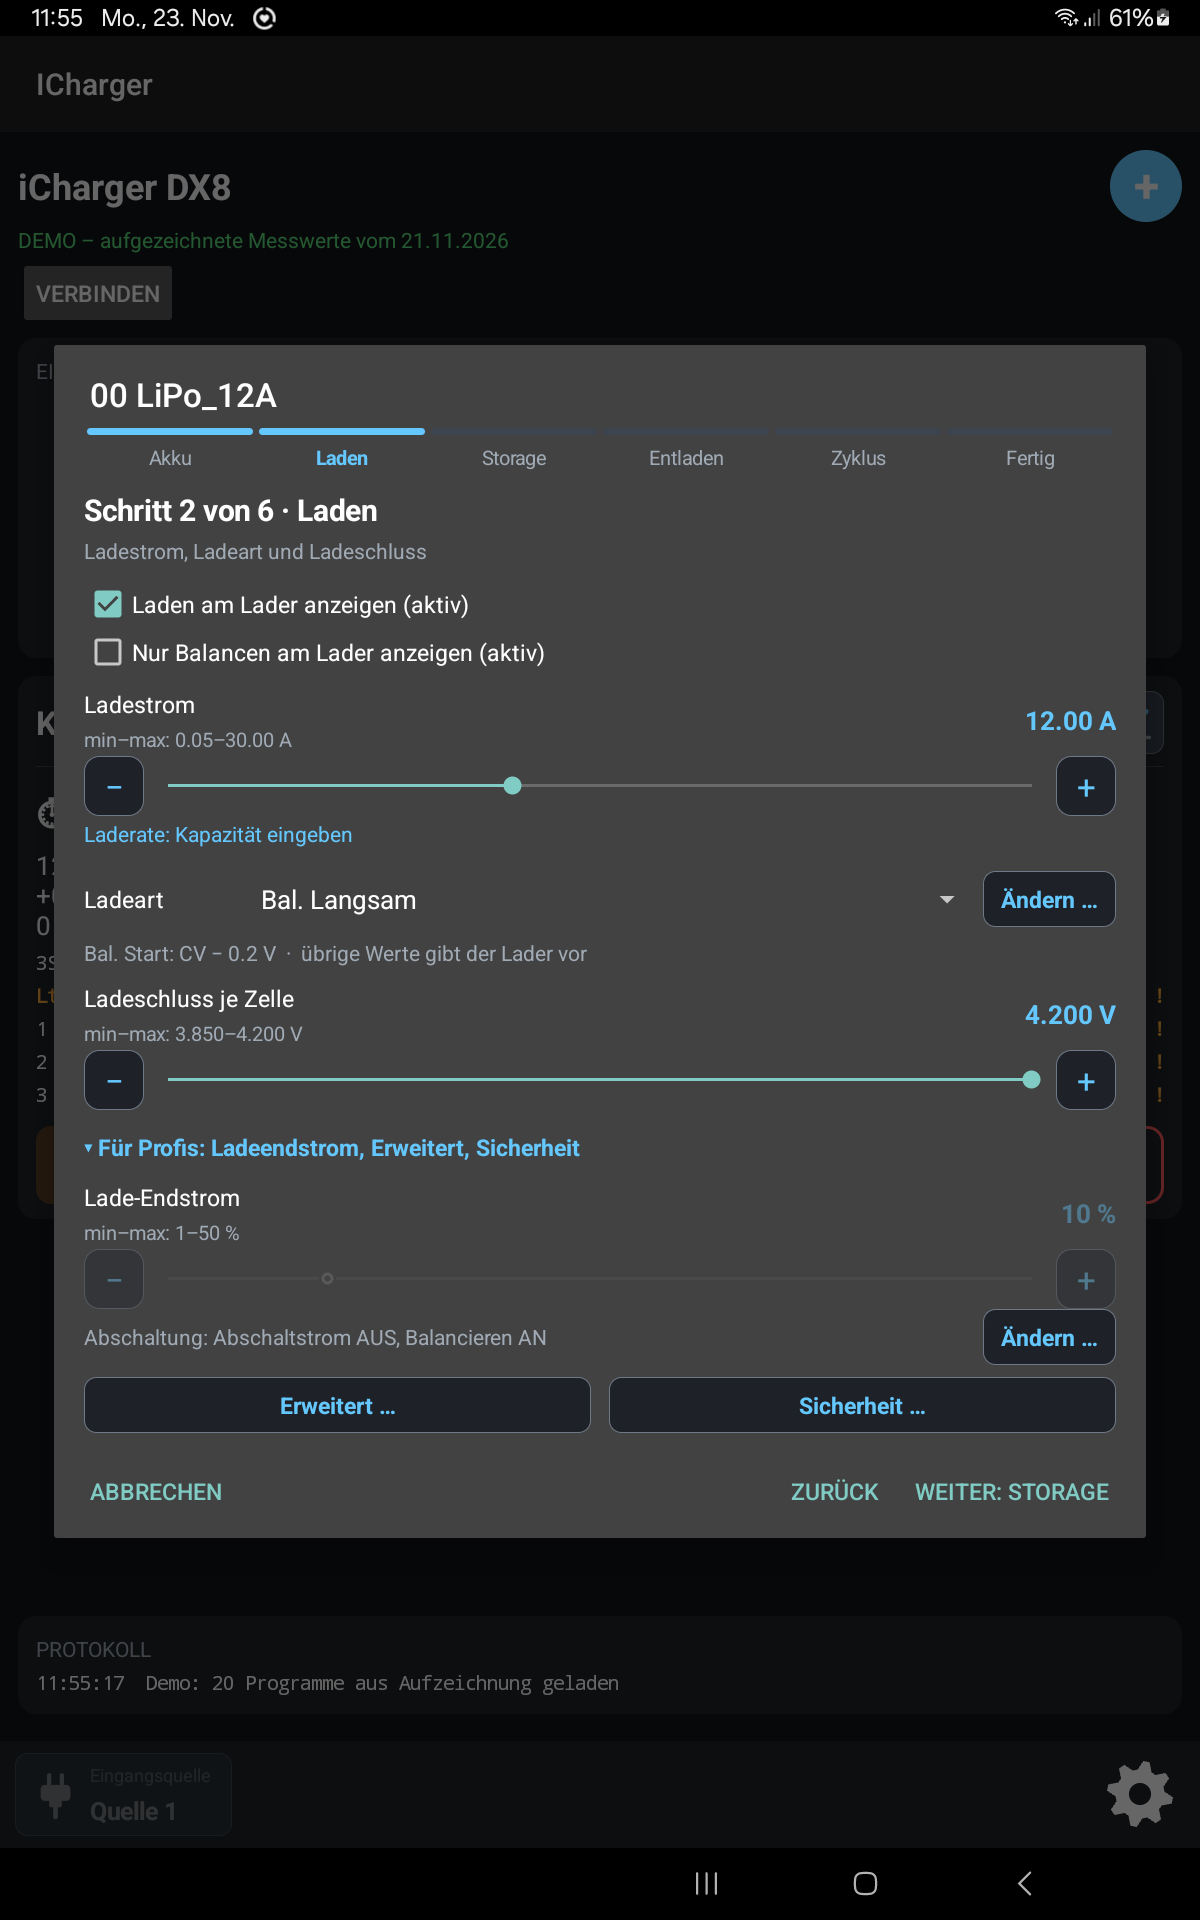 11:55 Mo., 23. Nov. 61%
ICharger
iCharger DX8
DEMO – aufgezeichnete Messwerte vom 21.11.2026
VERBINDEN
00 LiPo_12A
Akku Laden Storage Entladen Zyklus Fertig
Schritt 2 von 6 · Laden
Ladestrom, Ladeart und Ladeschluss
Laden am Lader anzeigen (aktiv)
Nur Balancen am Lader anzeigen (aktiv)
Ladestrom
12.00 A
min–max: 0.05–30.00 A
− +
Laderate: Kapazität eingeben
Ladeart Bal. Langsam Ändern ...
Bal. Start: CV − 0.2 V · übrige Werte gibt der Lader vor
Ladeschluss je Zelle
4.200 V
min–max: 3.850–4.200 V
− +
▾ Für Profis: Ladeendstrom, Erweitert, Sicherheit
Lade-Endstrom
10 %
min–max: 1–50 %
− +
Abschaltung: Abschaltstrom AUS, Balancieren AN Ändern ...
Erweitert ... Sicherheit ...
ABBRECHEN ZURÜCK WEITER: STORAGE
PROTOKOLL
11:55:17 Demo: 20 Programme aus Aufzeichnung geladen
Eingangsquelle
Quelle 1